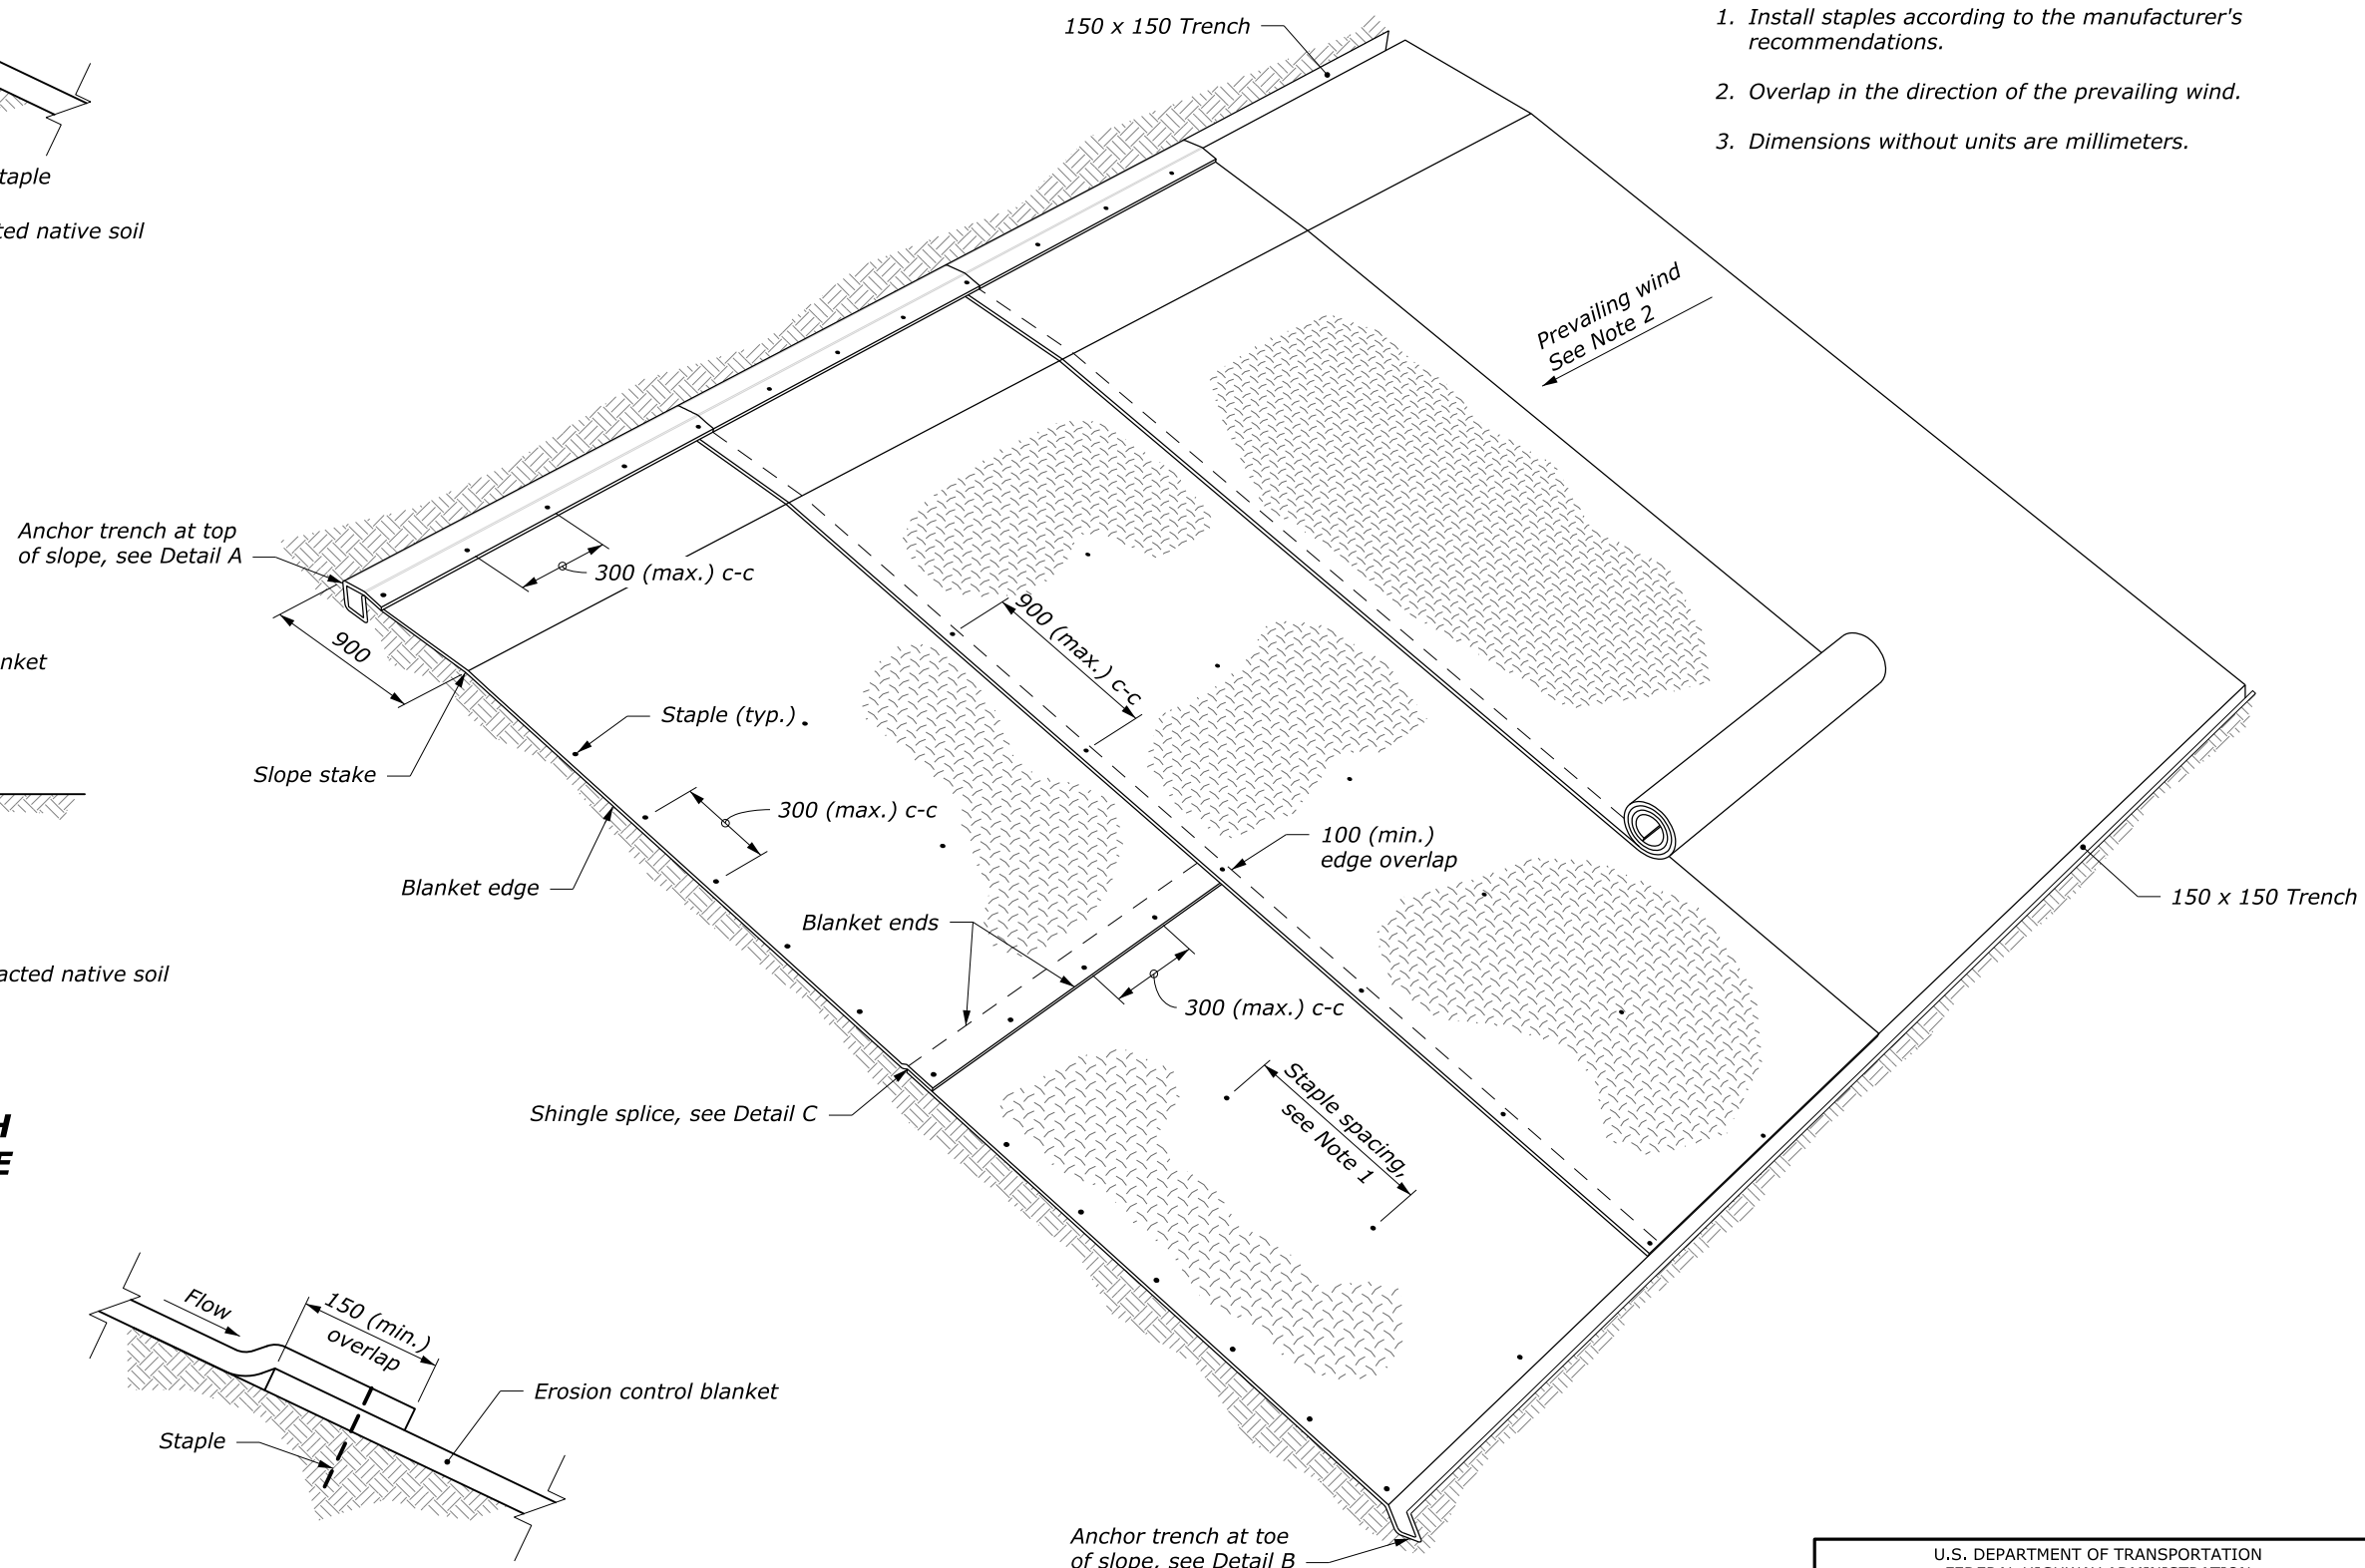 150 x 150 Trench
1. Install staples according to the manufacturer's
recommendations.
2. Overlap in the direction of the prevailing wind.
3. Dimensions without units are millimeters.
native soil
Prevailing wind
See Note 2
Anchor trench at top
of slope, see Detail A
300 (max.) c-c
900
900 (max.) c-c
Staple (typ.)
Slope stake
300 (max.) c-c
100 (min.)
edge overlap
Blanket edge
150 x 150 Trench
Blanket ends
native soil
300 (max.) c-c
Shingle splice, see Detail C
Staple spacing,
see Note 1
Flow
150 (min.)
overlap
Erosion control blanket
Staple
Anchor trench at toe
of slope, see Detail B
U.S. DEPARTMENT OF TRANSPORTATION